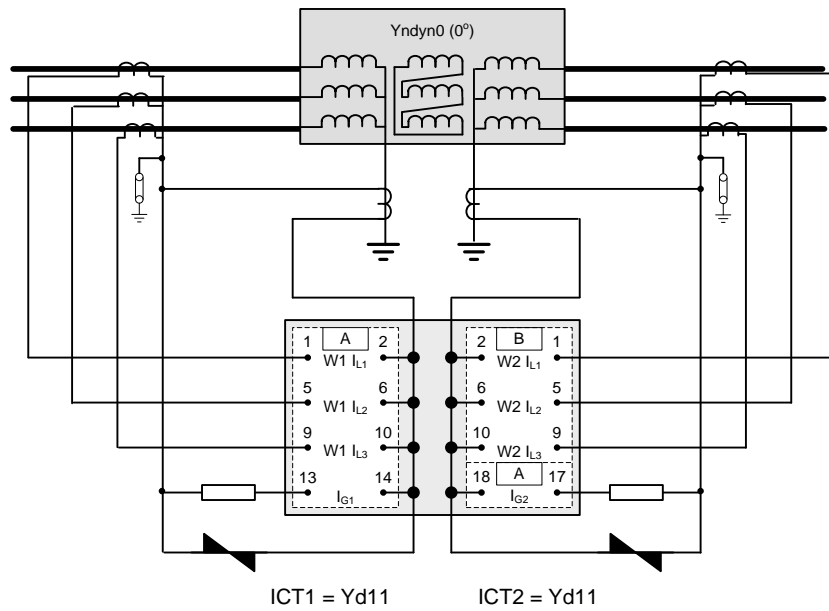 Yndyn0 (0°)
A B
1 2 2 1
W1 IL1 W2 IL1
5 6 6 5
W1 IL2 W2 IL2
9 10 10 9
W1 IL3 W2 IL3
A
13 14 18 17
IG1 IG2
ICT1 = Yd11 ICT2 = Yd11